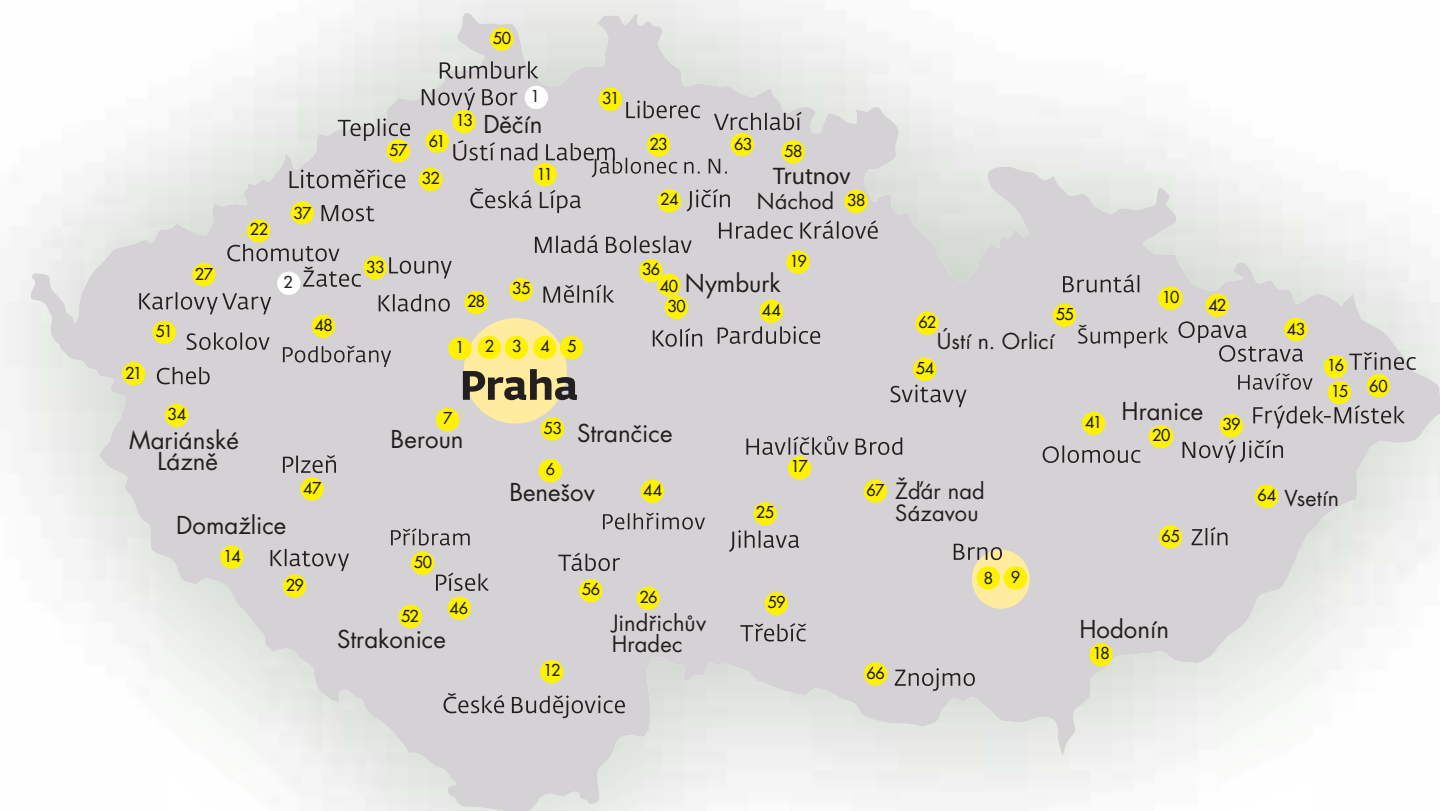 50
Rumburk
Nový Bor 1
31 Liberec
13 Děčín
Vrchlabí
Teplice
57
61
Ústí nad Labem
23
Jablonec n. N.
63
58
Trutnov
Litoměřice 32
11
Česká Lípa
24 Jičín
Náchod 38
37 Most
22
Chomutov
Hradec Králové
19
Mladá Boleslav
36
27
Karlovy Vary
2 Žatec
33 Louny
40 Nymburk
Kladno 28
35 Mělník
30
Kolín
44
Pardubice
Bruntál 10
42
Opava
55
Šumperk
62
Ústí n. Orlicí
43
Ostrava
51 Sokolov
48
Podbořany
1 2 3 4 5
Praha
54
Svitavy
16 Třinec
Havířov 15
60
21 Cheb
Frýdek-Místek
34
Mariánské
Lázně
7
Beroun
53 Strančice
41
Olomouc
Hranice
20
39
Nový Jičín
Havlíčkův Brod
17
Plzeň
47
6
Benešov
44
Pelhřimov
67 Žďár nad
Sázavou
64 Vsetín
25
Jihlava
Domažlice
14
Klatovy
29
Příbram
50
65 Zlín
Brno
8 9
Tábor
56
Písek
46
26
Jindřichův
Hradec
52
Strakonice
59
Třebíč
Hodonín
18
12
České Budějovice
66 Znojmo